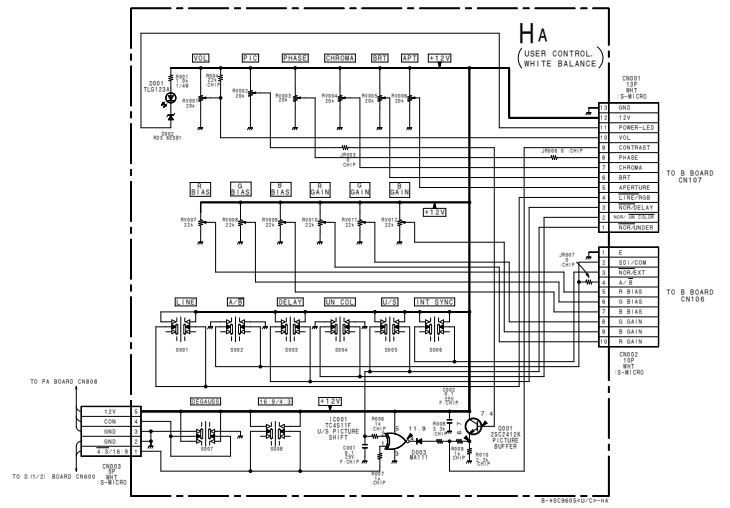 HA
(USER CONTROL, WHITE BALANCE)
VOL
PIC
PHASE
CHROMA
BRT
APT
+12V
D001
TLG123A
R001
1.0k
1/4W
R004
22k
:CHIP
RV001
20k
RV002
20k
RV003
20k
RV004
20k
RV005
20k
RV006
20k
D002
JR003
0
:CHIP
JR006 0 :CHIP
CN001
13P
WHT
:S-MICRO
13 GND
12 12V
11 POWER-LED
10 VOL
9 CONTRAST
8 PHASE
7 CHROMA
6 BRT
5 APERTURE
4 LINE/RGB
3 NOR/DELAY
2 NOR/ UN COLOR
1 NOR/UNDER
TO B BOARD
CN107
R BIAS
G BIAS
B BIAS
R GAIN
G GAIN
B GAIN
+12V
RV007
22k
RV008
22k
RV009
22k
RV010
22k
RV011
22k
RV012
22k
JR007
0
:CHIP
1 E
2 SDI/COM
3 NOR/EXT
4 A/B
5 R BIAS
6 G BIAS
7 B BIAS
8 G GAIN
9 B GAIN
10 R GAIN
TO B BOARD
CN106
CN002
10P
WHT
:S-MICRO
LINE
A/B
DELAY
UN COL
U/S
INT SYNC
S001
S002
S003
S004
S005
S006
TO PA BOARD CN808
12V 5
CON 4
GND 3
GND 2
4:3/16:9 1
CN003
5P
WHT
:S-MICRO
TO D (1/2) BOARD CN600
DEGAUSS
16:9/4:3
+12V
S007
S008
IC001
TC4S11F
U/S PICTURE
SHIFT
C001
0.1
25V
F:CHIP
R006
1k
:CHIP
R007
1k
:CHIP
5
3
11.9
D003
MA111
C002
0.1
25V
F:CHIP
R008
3.3k
:CHIP
R009
1k
:CHIP
R010
2.2k
:CHIP
6.7
7.4
Q001
2SC2412K
PICTURE
BUFFER
B-#SC9605<U/C>-HA